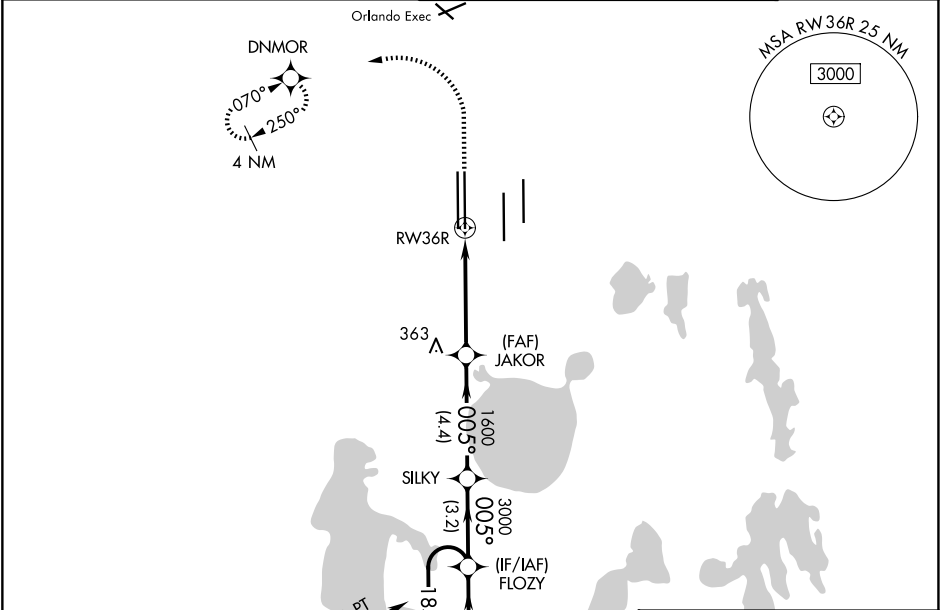 Orlando Exec
DNMOR
070°
250°
4 NM
MSA RW36R 25 NM
3000
RW36R
363
(FAF)
JAKOR
1600
005°
(4.4)
SILKY
3000
005°
(3.2)
(IF/IAF)
FLOZY
18
PT